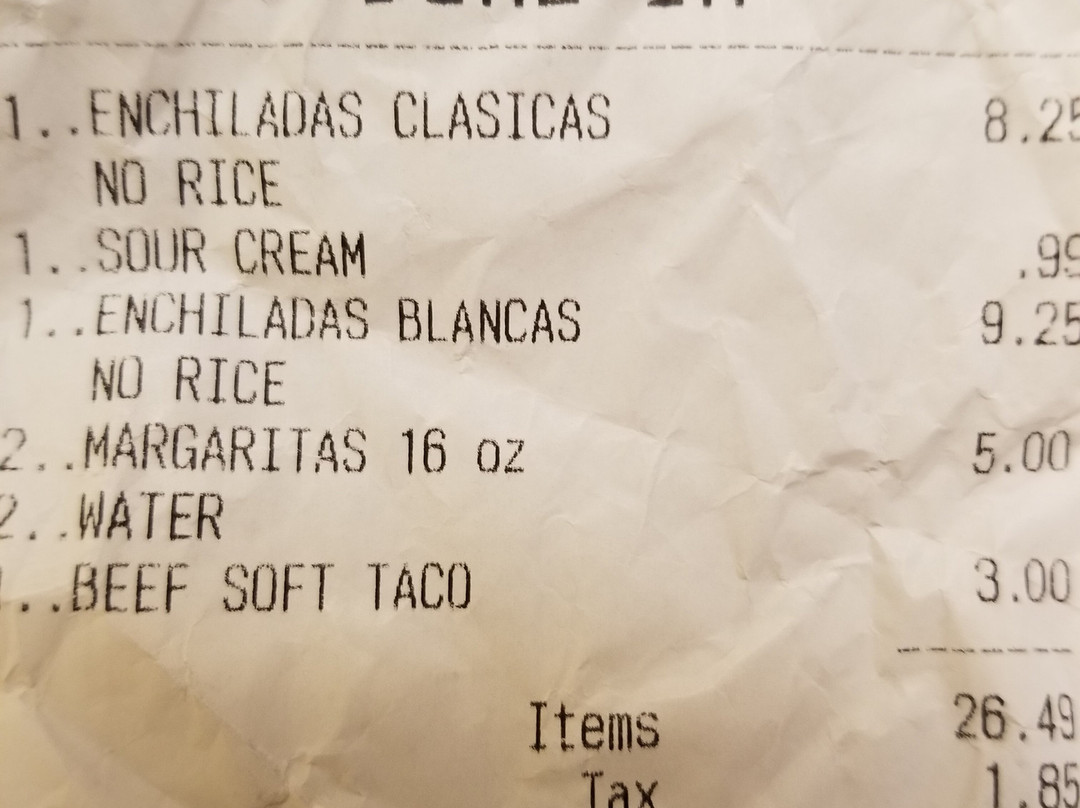 1..ENCHILADAS CLASICAS 8.25
NO RICE
1..SOUR CREAM .99
1..ENCHILADAS BLANCAS 9.25
NO RICE
2..MARGARITAS 16 oz 5.00
2..WATER
1..BEEF SOFT TACO 3.00
Items 26.49
Tax 1.85